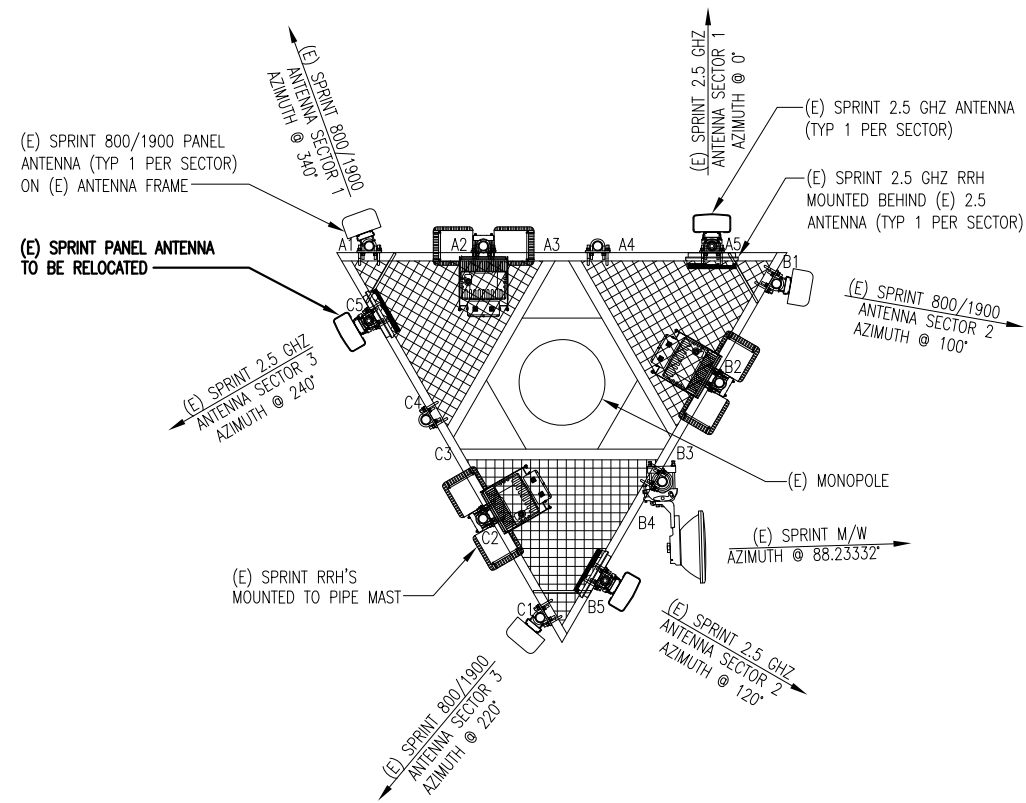 (E) SPRINT 800/1900
ANTENNA SECTOR 1
AZIMUTH @ 340°
(E) SPRINT 2.5 GHZ
ANTENNA SECTOR 1
AZIMUTH @ 0°
(E) SPRINT 800/1900 PANEL
ANTENNA (TYP 1 PER SECTOR)
ON (E) ANTENNA FRAME
(E) SPRINT PANEL ANTENNA
TO BE RELOCATED
(E) SPRINT 2.5 GHZ ANTENNA
(TYP 1 PER SECTOR)
(E) SPRINT 2.5 GHZ RRH
MOUNTED BEHIND (E) 2.5
ANTENNA (TYP 1 PER SECTOR)
A1
A2
A3
A4
A5
B1
(E) SPRINT 800/1900
ANTENNA SECTOR 2
AZIMUTH @ 100°
C5
(E) SPRINT 2.5 GHZ
ANTENNA SECTOR 3
AZIMUTH @ 240°
B2
C4
C3
B3
(E) MONOPOLE
B4
C2
(E) SPRINT M/W
AZIMUTH @ 88.23332°
(E) SPRINT RRH'S
MOUNTED TO PIPE MAST
C1
B5
(E) SPRINT 2.5 GHZ
ANTENNA SECTOR 2
AZIMUTH @ 120°
(E) SPRINT 800/1900
ANTENNA SECTOR 3
AZIMUTH @ 220°